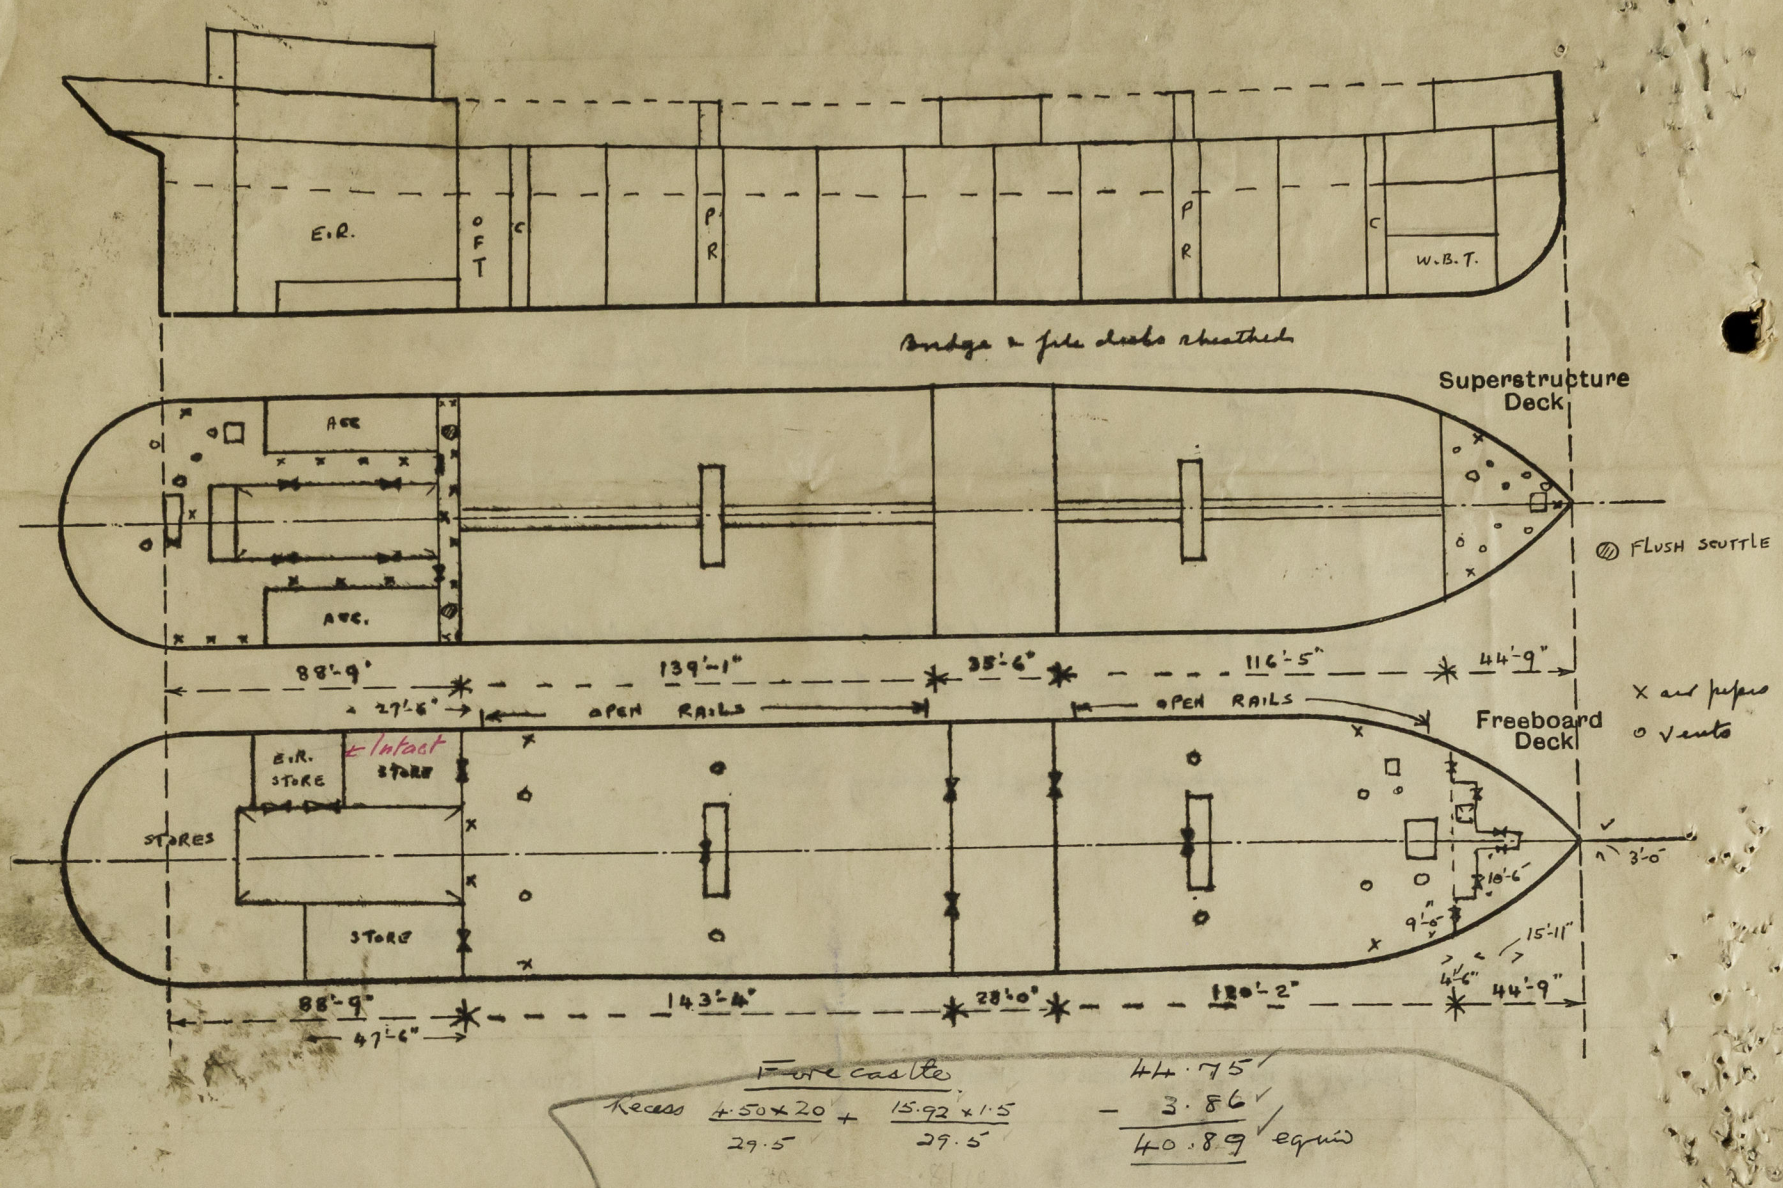 E.R.
O
F
T
C
P
R
P
R
C
W.B.T.
Bridge & f'cle decks sheathed
Superstructure
Deck
ACC
ACC.
FLUSH SCUTTLE
88'-9"
139'-1"
35'-6"
116'-5"
44'-9"
27'-6"
OPEN RAILS
OPEN RAILS
x air pipes
o Vents
Freeboard
Deck
E.R.
STORE
← Intact
STORE
STORES
STORE
3'-0"
10'-6"
9'-0"
15'-11"
4'-6"
88'-9"
143'-4"
28'-0"
120'-2"
44'-9"
47'-6"
Forecastle
Recess 4.50 x 20 + 15.92 x 1.5
29.5 29.5
44.75
- 3.86
40.89 equiv